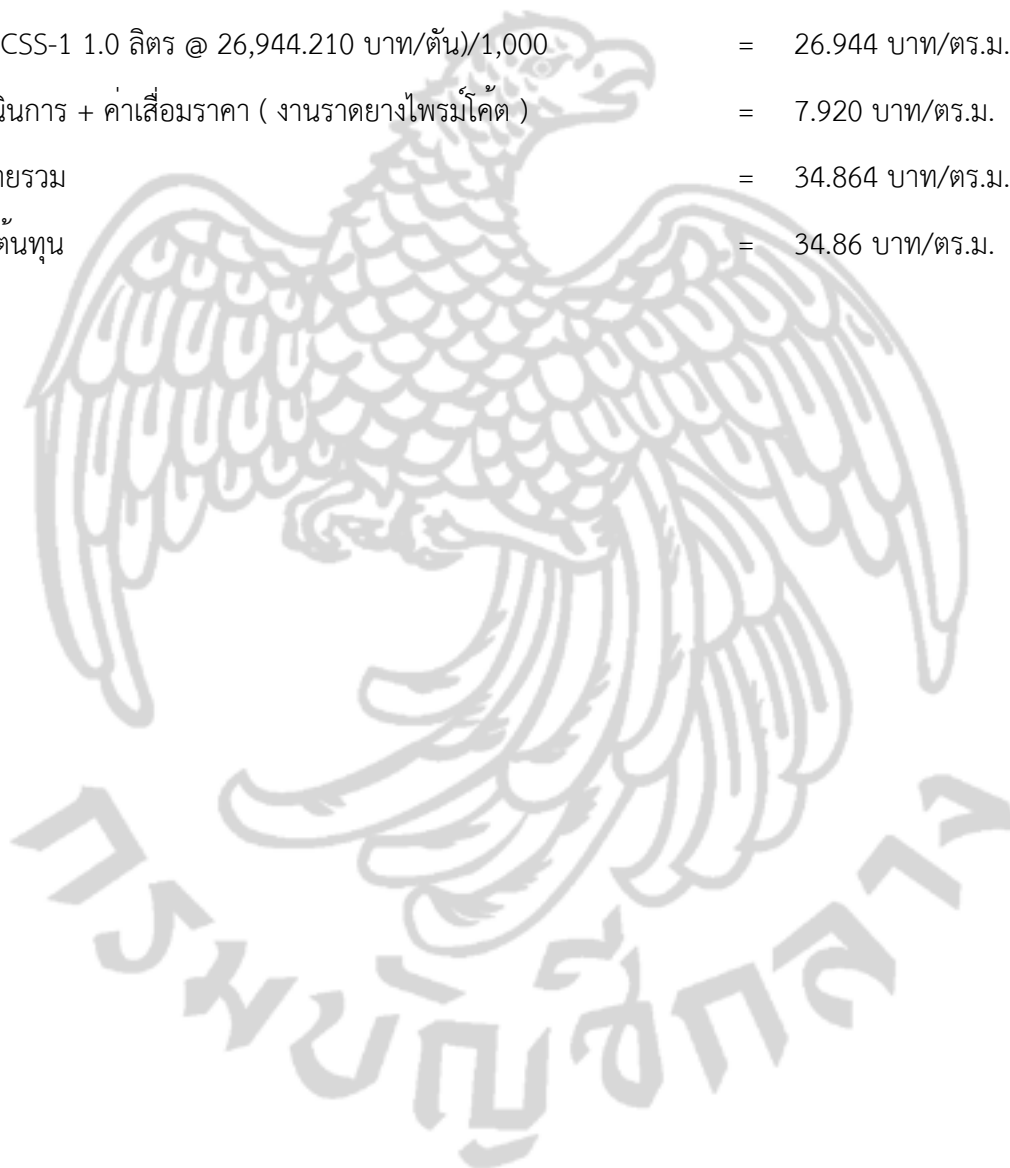 CSS-1 1.0 ลิตร @ 26,944.210 บาท/ตัน)/1,000 = 26.944 บาท/ตร.ม.
นินการ + ค่าเสื่อมราคา ( งานราดยางไพรม์โค้ต ) = 7.920 บาท/ตร.ม.
ายรวม = 34.864 บาท/ตร.ม.
ต้นทุน = 34.86 บาท/ตร.ม.
กรมบัญชีกลาง